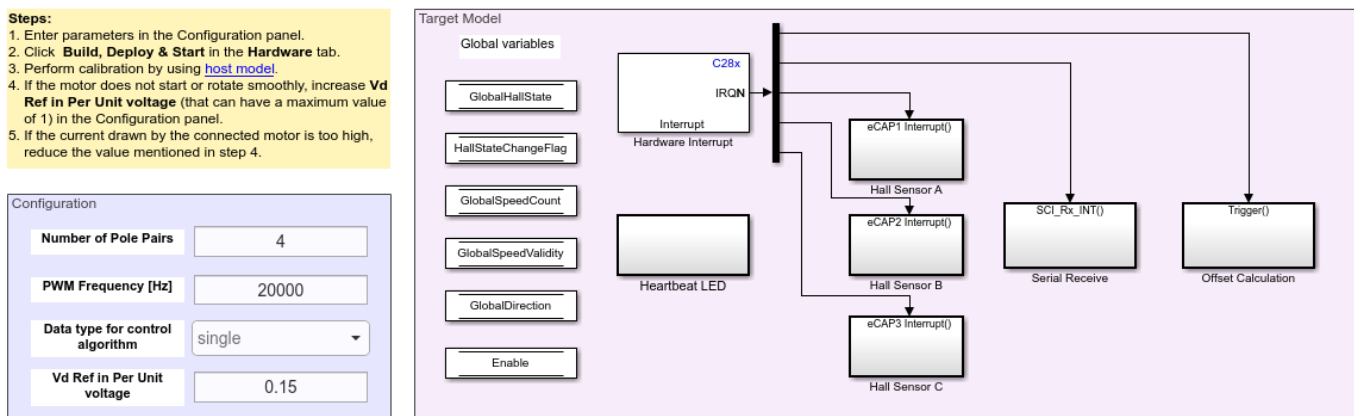 Steps:
1. Enter parameters in the Configuration panel.
2. Click Build, Deploy & Start in the Hardware tab.
3. Perform calibration by using host model.
4. If the motor does not start or rotate smoothly, increase Vd
Ref in Per Unit voltage (that can have a maximum value
of 1) in the Configuration panel.
5. If the current drawn by the connected motor is too high,
reduce the value mentioned in step 4.
Configuration
Number of Pole Pairs
4
PWM Frequency [Hz]
20000
Data type for control
algorithm
single
Vd Ref in Per Unit
voltage
0.15
Target Model
Global variables
GlobalHallState
HallStateChangeFlag
GlobalSpeedCount
GlobalSpeedValidity
GlobalDirection
Enable
C28x
IRQN
Interrupt
Hardware Interrupt
Heartbeat LED
eCAP1 Interrupt()
Hall Sensor A
eCAP2 Interrupt()
Hall Sensor B
eCAP3 Interrupt()
Hall Sensor C
SCI_Rx_INT()
Serial Receive
Trigger()
Offset Calculation